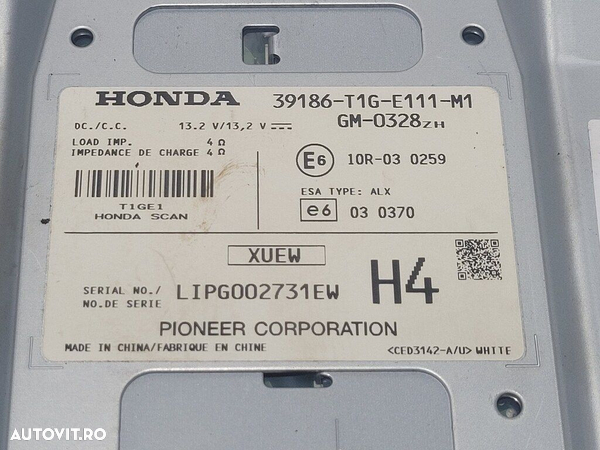 HONDA 39186-T1G-E111-M1
GM-0328ZH
DC./C.C. 13.2 V/13,2 V
LOAD IMP. 4Ω
IMPEDANCE DE CHARGE 4Ω
E6 10R-03 0259
T1GE1
HONDA SCAN
ESA TYPE: ALX
e6 03 0370
XUEW
SERIAL NO./
NO.DE SERIE LIPG002731EW H4
PIONEER CORPORATION
MADE IN CHINA/FABRIQUE EN CHINE <CED3142-A/U> WHITE
AUTOVIT.RO